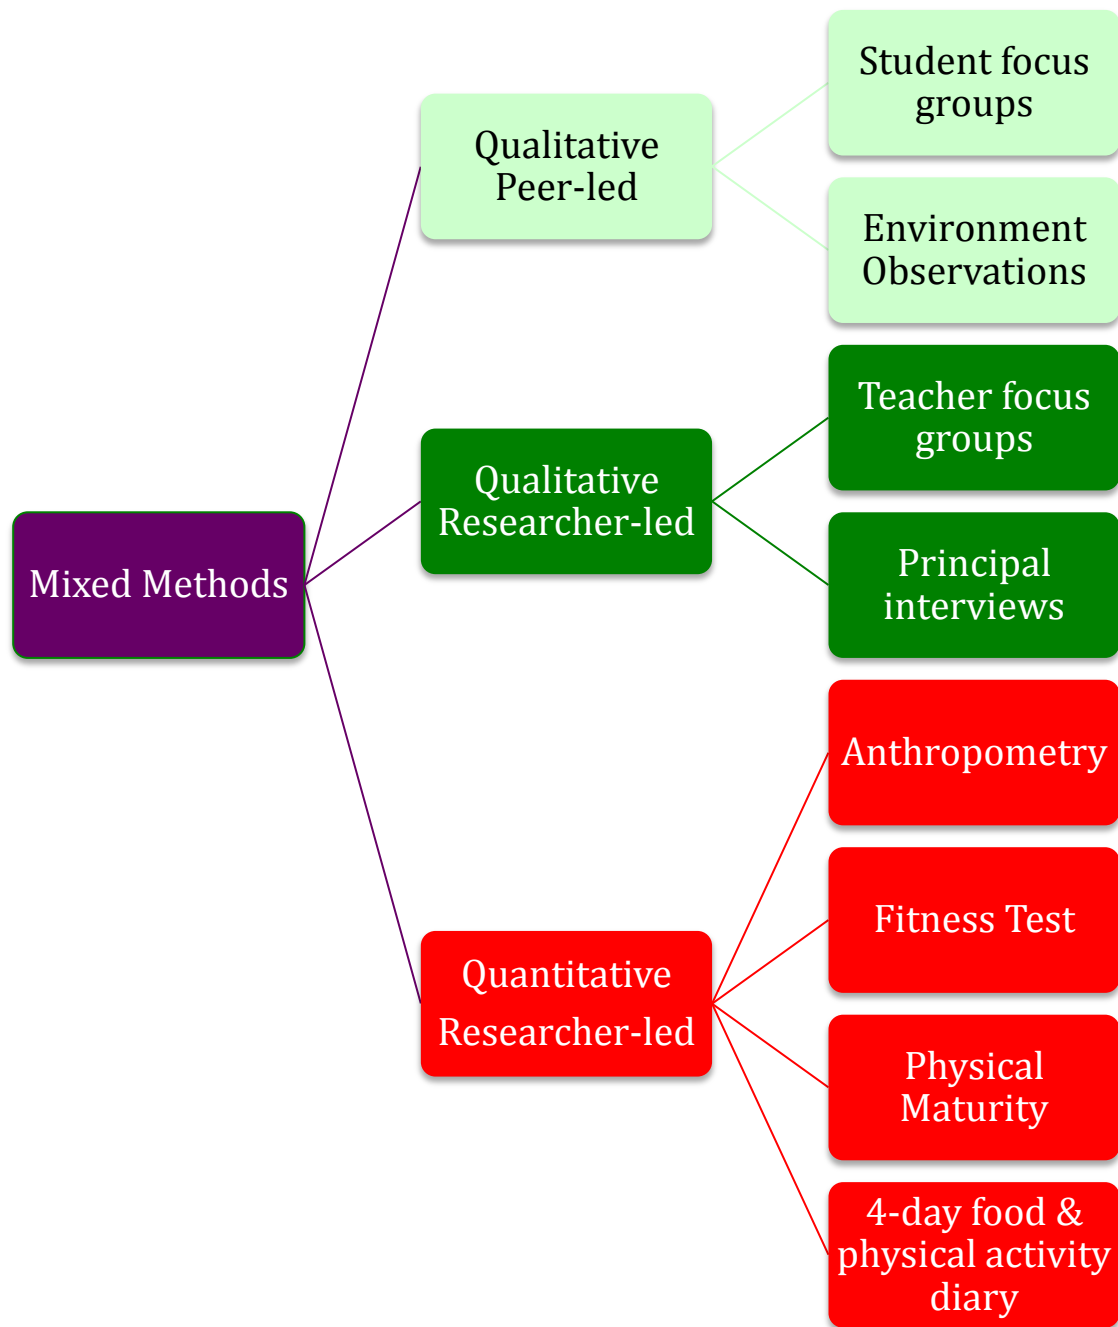 Mixed Methods
Qualitative
Peer-led
Student focus
groups
Environment
Observations
Qualitative
Researcher-led
Teacher focus
groups
Principal
interviews
Quantitative
Researcher-led
Anthropometry
Fitness Test
Physical
Maturity
4-day food &
physical activity
diary